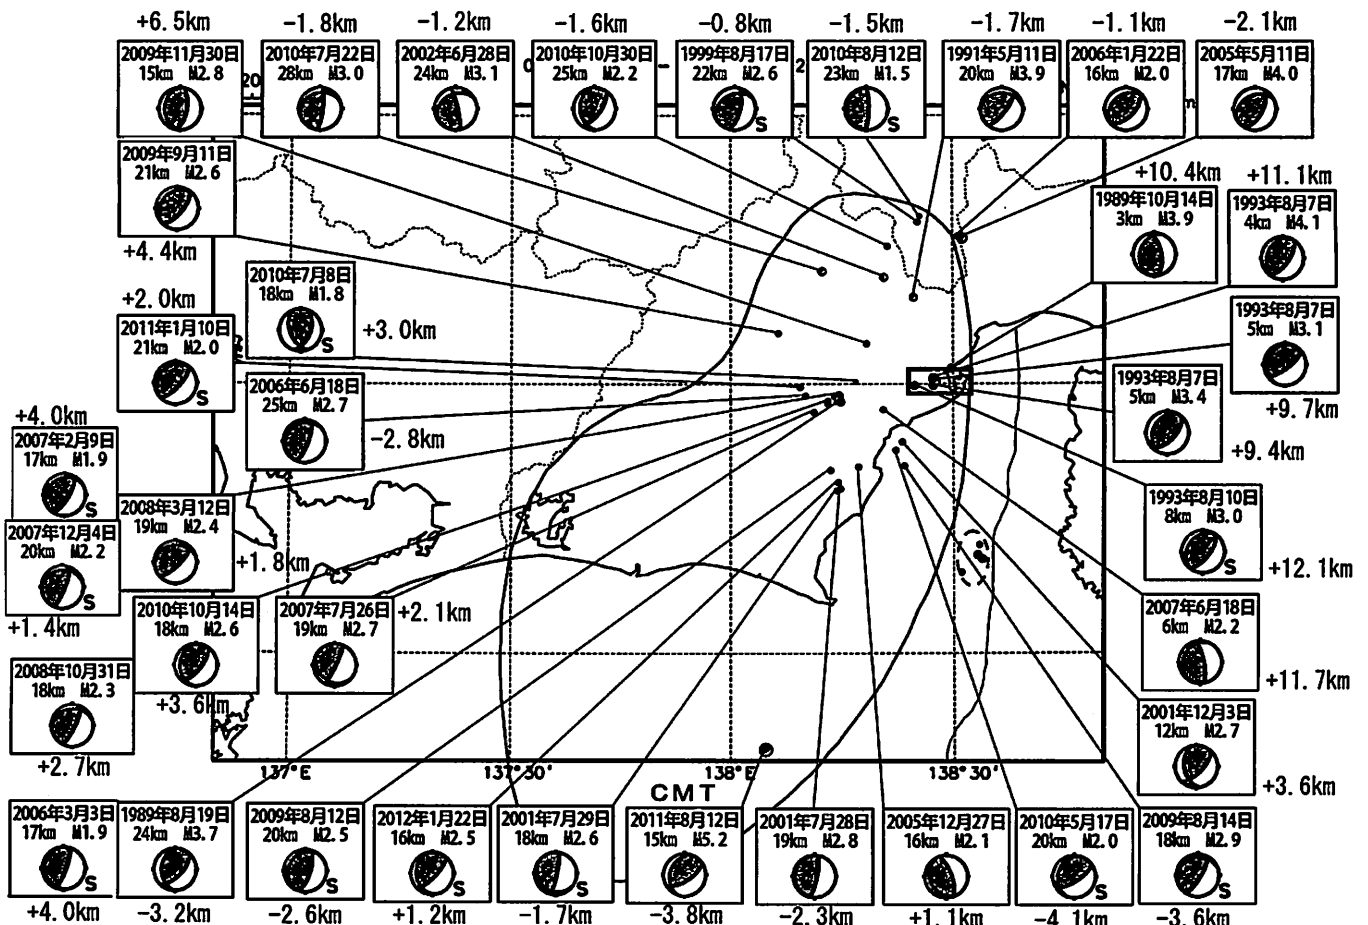 +6.5km
-1.8km
-1.2km
-1.6km
-0.8km
-1.5km
-1.7km
-1.1km
-2.1km
2009年11月30日
15km M2.8
2010年7月22日
28km M3.0
2002年6月28日
24km M3.1
2010年10月30日
25km M2.2
1999年8月17日
22km M2.6
S
2010年8月12日
23km M1.5
S
1991年5月11日
20km M3.9
2006年1月22日
16km M2.0
2005年5月11日
17km M4.0
2009年9月11日
21km M2.6
+4.4km
+10.4km
1989年10月14日
3km M3.9
+11.1km
1993年8月7日
4km M4.1
2010年7月8日
18km M1.8
S
+3.0km
+2.0km
2011年1月10日
21km M2.0
S
1993年8月7日
5km M3.1
+9.7km
2006年6月18日
25km M2.7
-2.8km
1993年8月7日
5km M3.4
+9.4km
+4.0km
2007年2月9日
17km M1.9
S
2008年3月12日
19km M2.4
+1.8km
1993年8月10日
8km M3.0
S
+12.1km
2007年12月4日
20km M2.2
S
+1.4km
2010年10月14日
18km M2.6
+3.6km
2007年7月26日
19km M2.7
+2.1km
2007年6月18日
6km M2.2
+11.7km
2008年10月31日
18km M2.3
+2.7km
2001年12月3日
12km M2.7
+3.6km
137°E
137°30'
138°E
138°30'
CMT
2006年3月3日
17km M1.9
S
+4.0km
1989年8月19日
24km M3.7
-3.2km
2009年8月12日
20km M2.5
S
-2.6km
2012年1月22日
16km M2.5
S
+1.2km
2001年7月29日
18km M2.6
S
-1.7km
2011年8月12日
15km M5.2
-3.8km
2001年7月28日
19km M2.8
-2.3km
2005年12月27日
16km M2.1
+1.1km
2010年5月17日
20km M2.0
S
-4.1km
2009年8月14日
18km M2.9
S
-3.6km